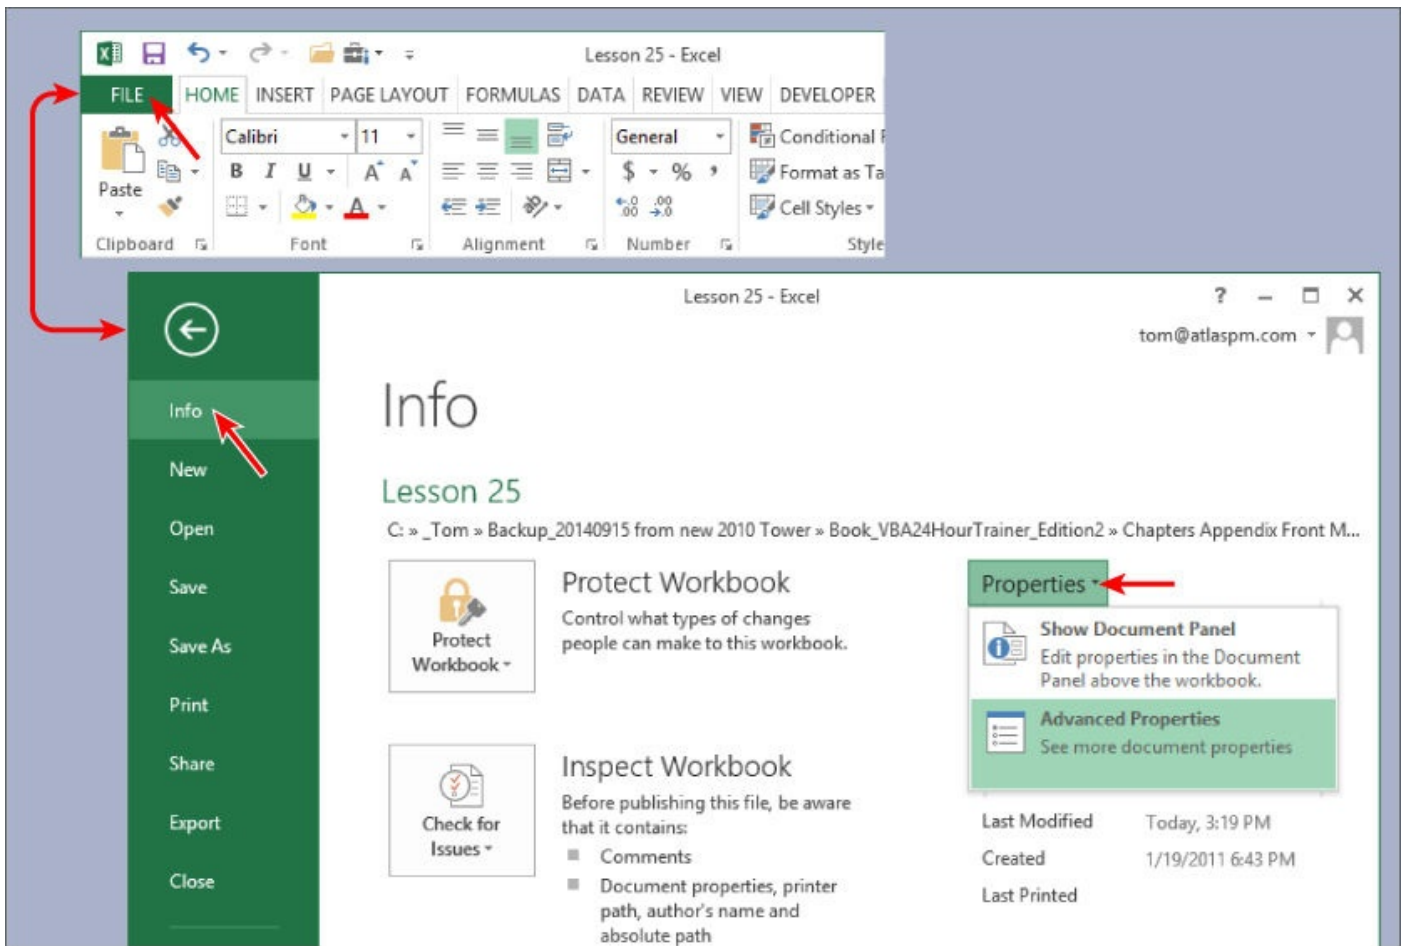 Lesson 25 - Excel
FILE HOME INSERT PAGE LAYOUT FORMULAS DATA REVIEW VIEW DEVELOPER
Calibri 11 General Conditional F
B I U A A $ % , Format as Ta
Paste
A .0 .00 .00 .0 Cell Styles
Clipboard Font Alignment Number Style
Lesson 25 - Excel ?
tom@atlaspm.com
Info
New
Open
Save
Save As
Print
Share
Export
Close
Info
Lesson 25
C: » _Tom » Backup_20140915 from new 2010 Tower » Book_VBA24HourTrainer_Edition2 » Chapters Appendix Front M...
Protect
Workbook
Protect Workbook
Control what types of changes
people can make to this workbook.
Properties
Show Document Panel
Edit properties in the Document
Panel above the workbook.
Advanced Properties
See more document properties
Check for
Issues
Inspect Workbook
Before publishing this file, be aware
that it contains:
Comments
Document properties, printer
path, author's name and
absolute path
Last Modified Today, 3:19 PM
Created 1/19/2011 6:43 PM
Last Printed